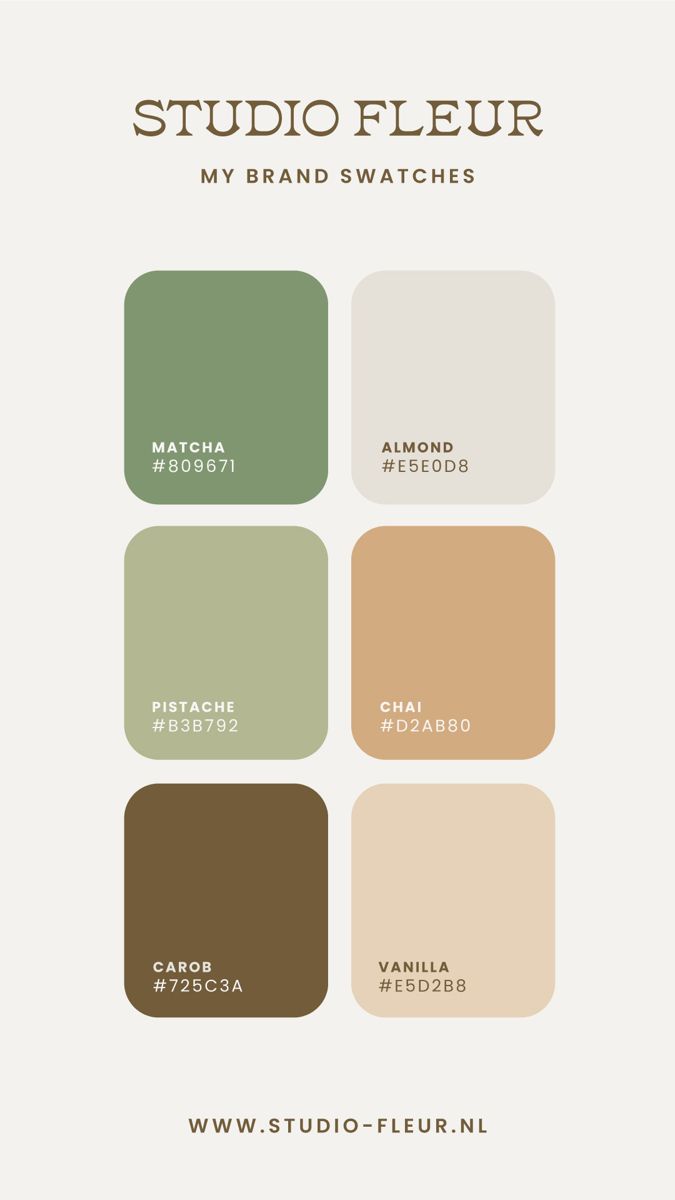 STUDIO FLEUR
MY BRAND SWATCHES
MATCHA
#809671
ALMOND
#E5E0D8
PISTACHE
#B3B792
CHAI
#D2AB80
CAROB
#725C3A
VANILLA
#E5D2B8
WWW.STUDIO-FLEUR.NL